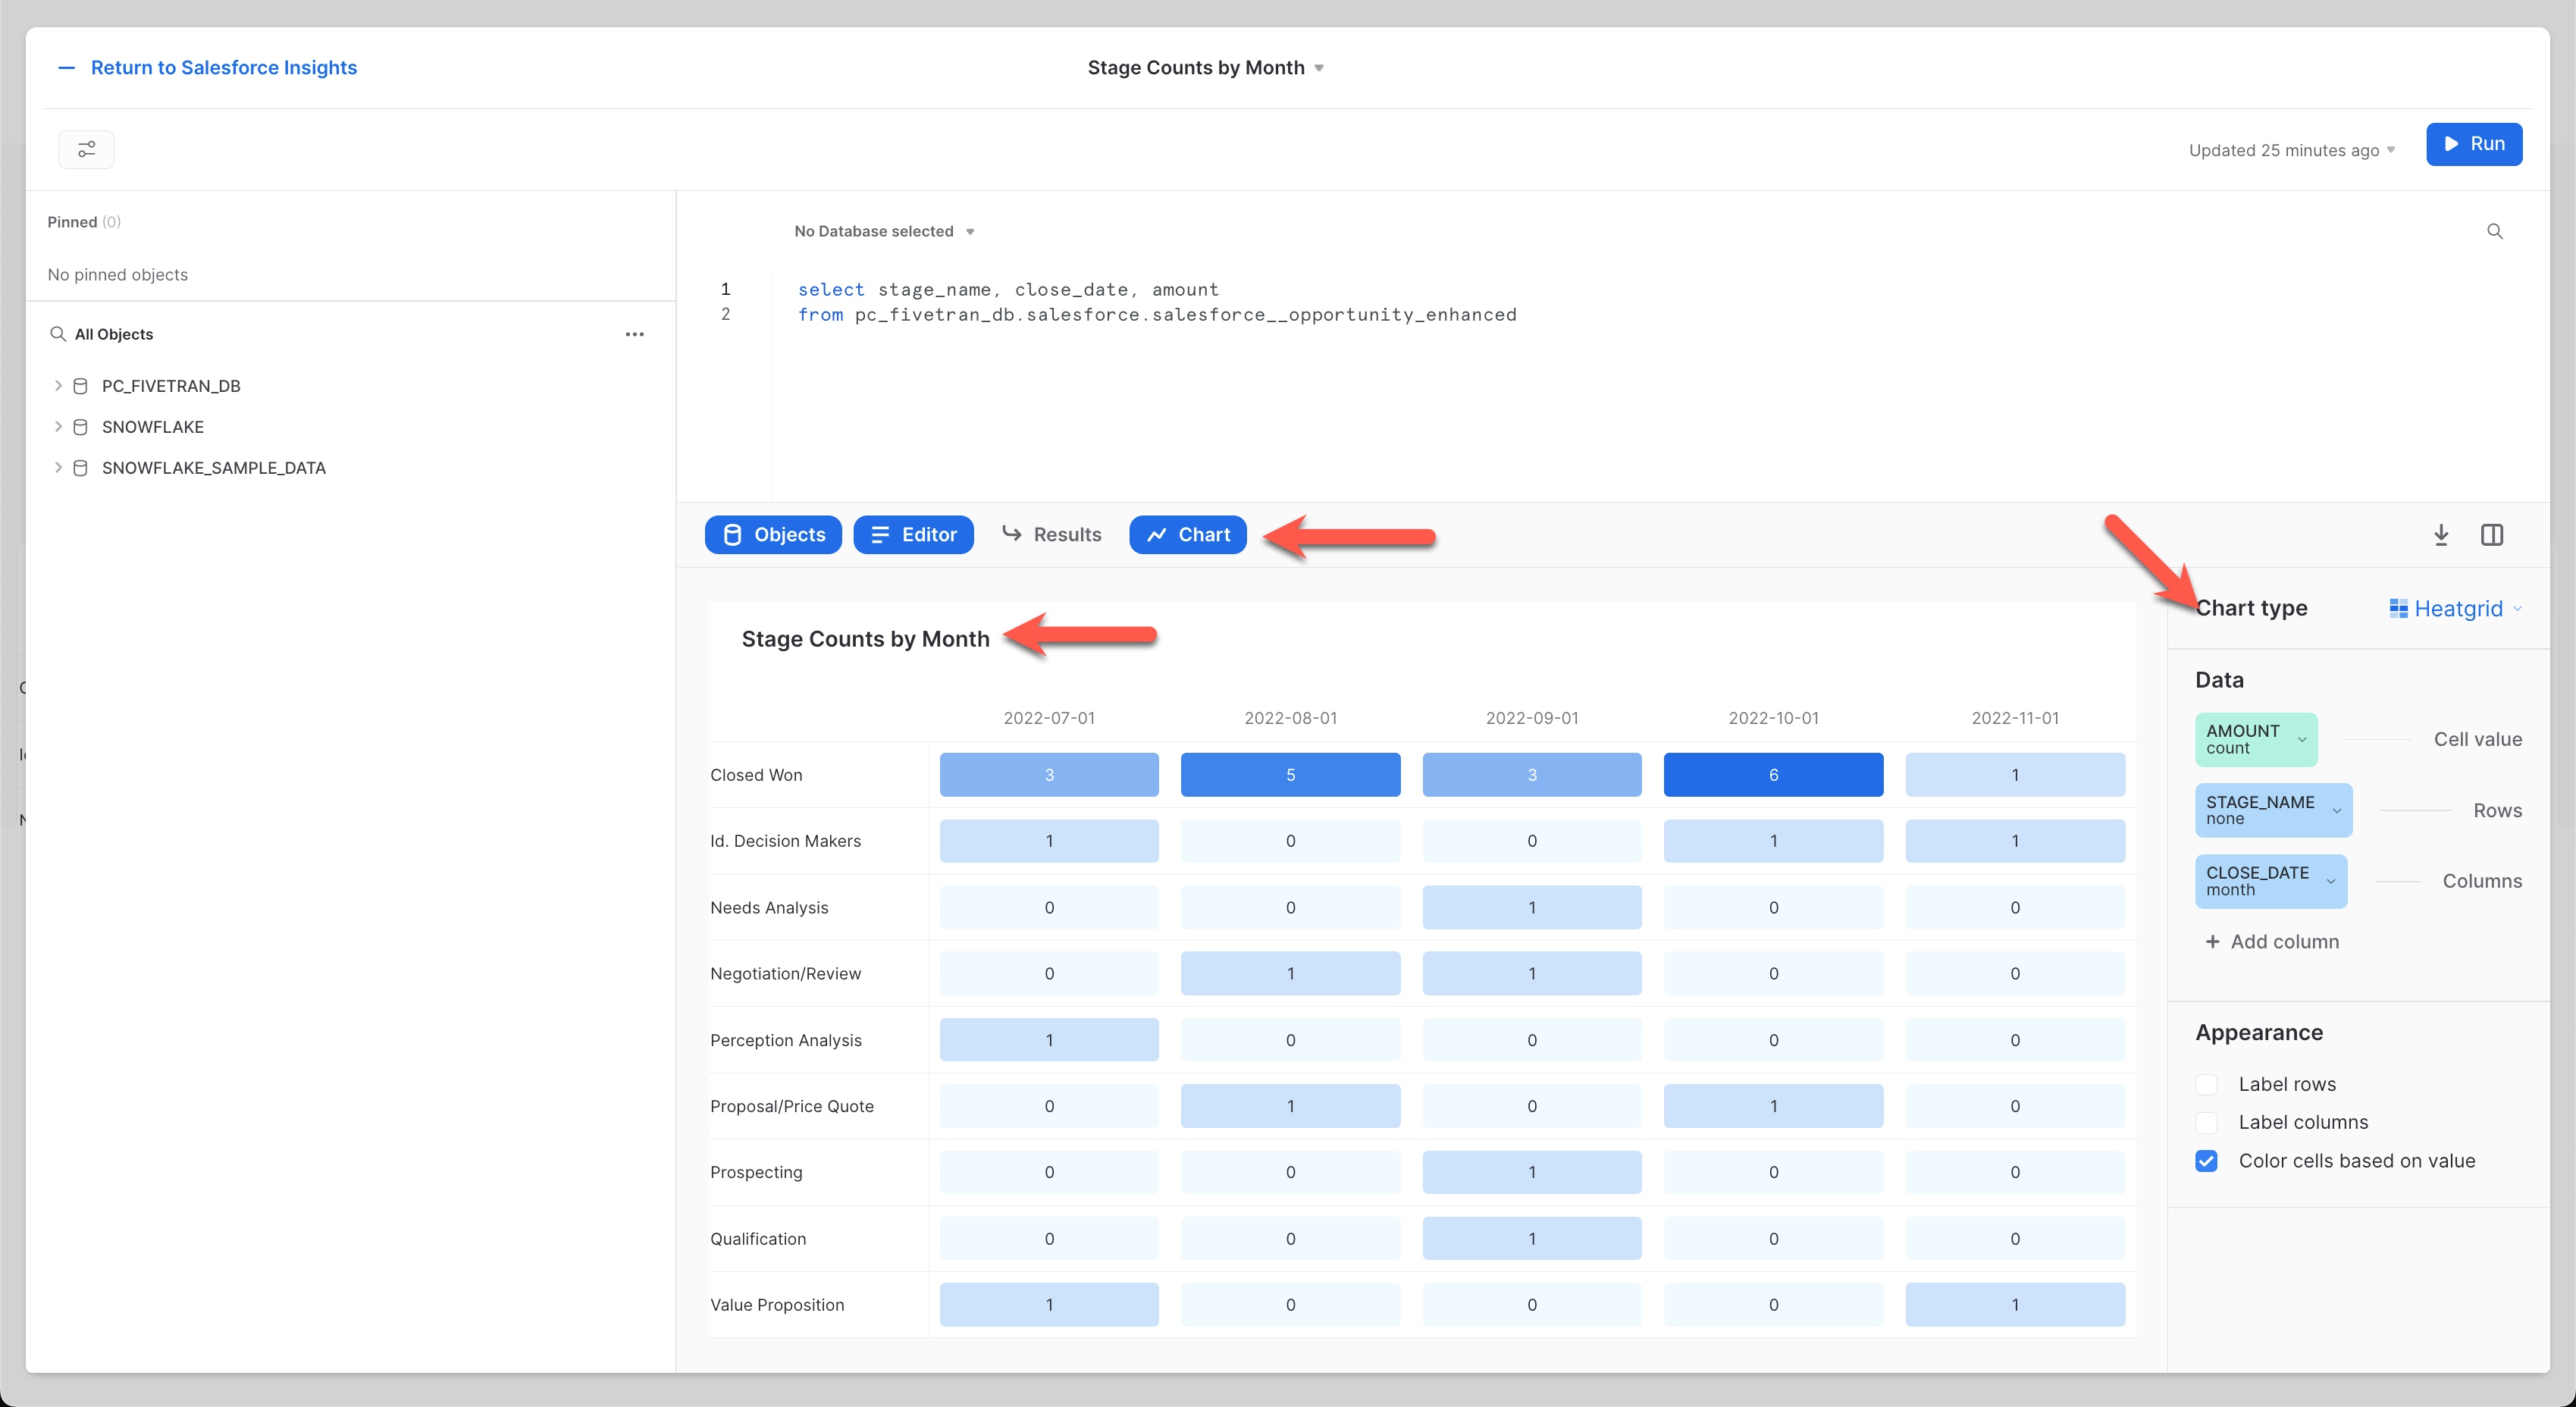 Return to Salesforce Insights
Stage Counts by Month
Updated 25 minutes ago
Run
Pinned (0)
No pinned objects
All Objects
PC_FIVETRAN_DB
SNOWFLAKE
SNOWFLAKE_SAMPLE_DATA
No Database selected
1 select stage_name, close_date, amount
2 from pc_fivetran_db.salesforce.salesforce__opportunity_enhanced
Objects Editor Results Chart
Stage Counts by Month
2022-07-01 2022-08-01 2022-09-01 2022-10-01 2022-11-01
Closed Won 3 5 3 6 1
Id. Decision Makers 1 0 0 1 1
Needs Analysis 0 0 1 0 0
Negotiation/Review 0 1 1 0 0
Perception Analysis 1 0 0 0 0
Proposal/Price Quote 0 1 0 1 0
Prospecting 0 0 1 0 0
Qualification 0 0 1 0 0
Value Proposition 1 0 0 0 1
Chart type Heatgrid
Data
AMOUNT
count
Cell value
STAGE_NAME
none
Rows
CLOSE_DATE
month
Columns
+ Add column
Appearance
Label rows
Label columns
Color cells based on value